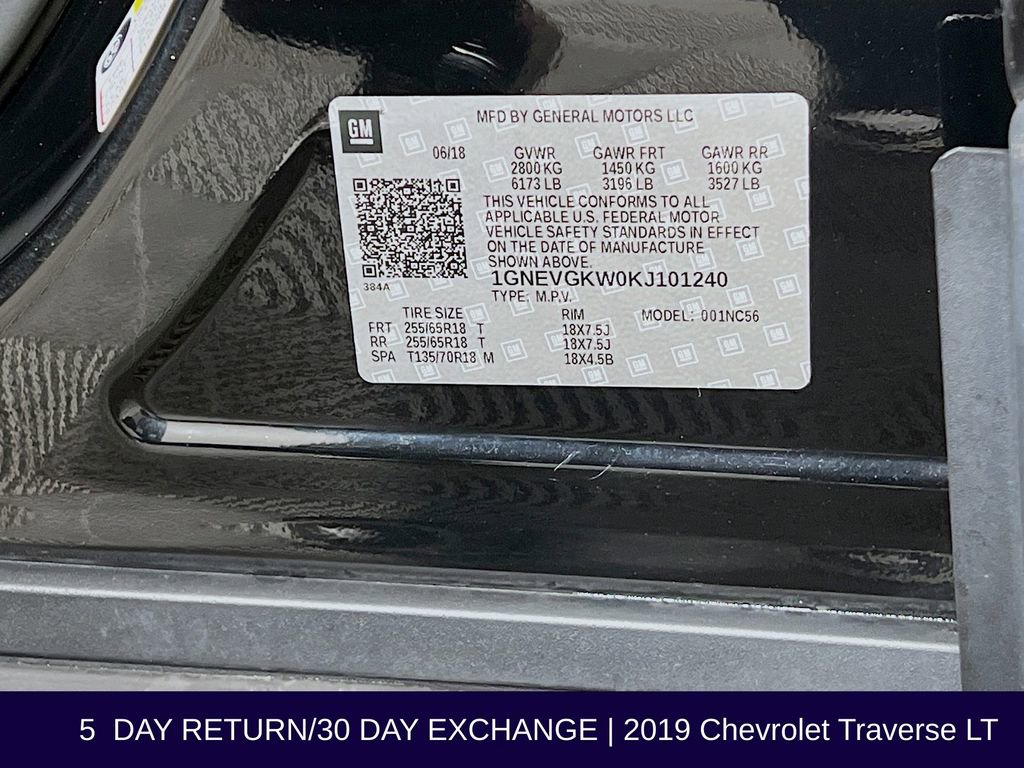 GM
MFD BY GENERAL MOTORS LLC
06/18 GVWR GAWR FRT GAWR RR
2800 KG 1450 KG 1600 KG
6173 LB 3196 LB 3527 LB
THIS VEHICLE CONFORMS TO ALL
APPLICABLE U.S. FEDERAL MOTOR
VEHICLE SAFETY STANDARDS IN EFFECT
ON THE DATE OF MANUFACTURE
SHOWN ABOVE.
384A
1GNEVGKW0KJ101240
TYPE: M.P.V.
TIRE SIZE RIM MODEL: 001NC56
FRT 255/65R18 T 18X7.5J
RR 255/65R18 T 18X7.5J
SPA T135/70R18 M 18X4.5B
5 DAY RETURN/30 DAY EXCHANGE | 2019 Chevrolet Traverse LT